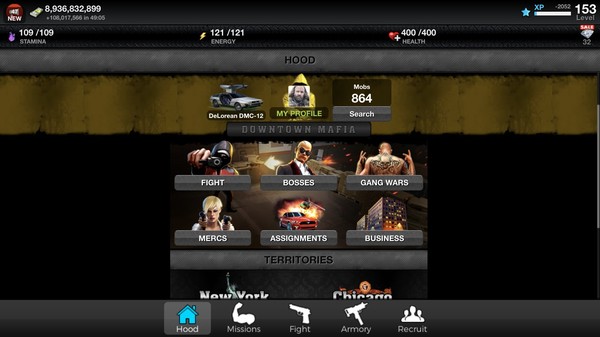 NEW
8,936,832,899
+108,017,566 in 49:05
XP
-2052
153
Level
109 /109
STAMINA
121 /121
ENERGY
400 /400
HEALTH
SALE
32
HOOD
DeLorean DMC-12
MY PROFILE
Mobs
864
Search
DOWNTOWN MAFIA
FIGHT
BOSSES
GANG WARS
MERCS
ASSIGNMENTS
BUSINESS
TERRITORIES
New York
Chicago
Hood
Missions
Fight
Armory
Recruit